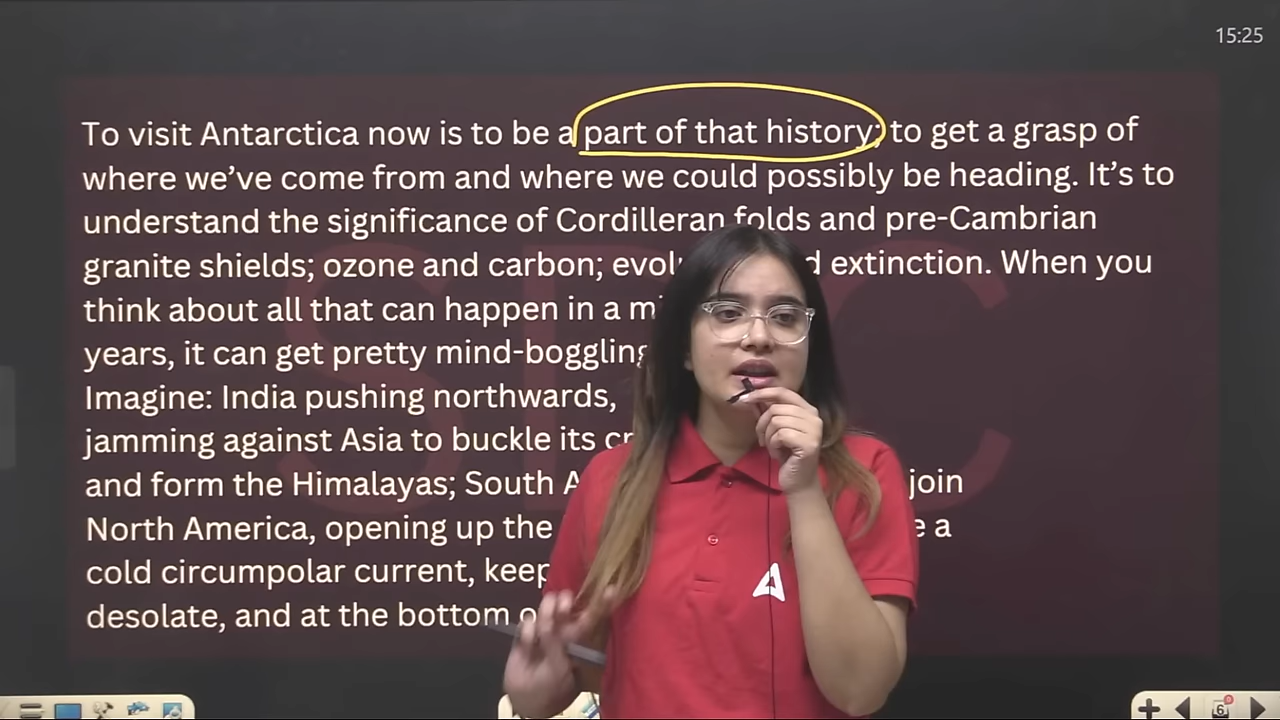 15:25
To visit Antarctica now is to be a part of that history; to get a grasp of
where we’ve come from and where we could possibly be heading. It’s to
understand the significance of Cordilleran folds and pre-Cambrian
granite shields; ozone and carbon; extinction. When you
think about all that can happen in a
years, it can get pretty mind-boggling
Imagine: India pushing northwards,
jamming against Asia to buckle its
and form the Himalayas; South join
North America, opening up the a
cold circumpolar current,
desolate, and at the bottom
SDC
6